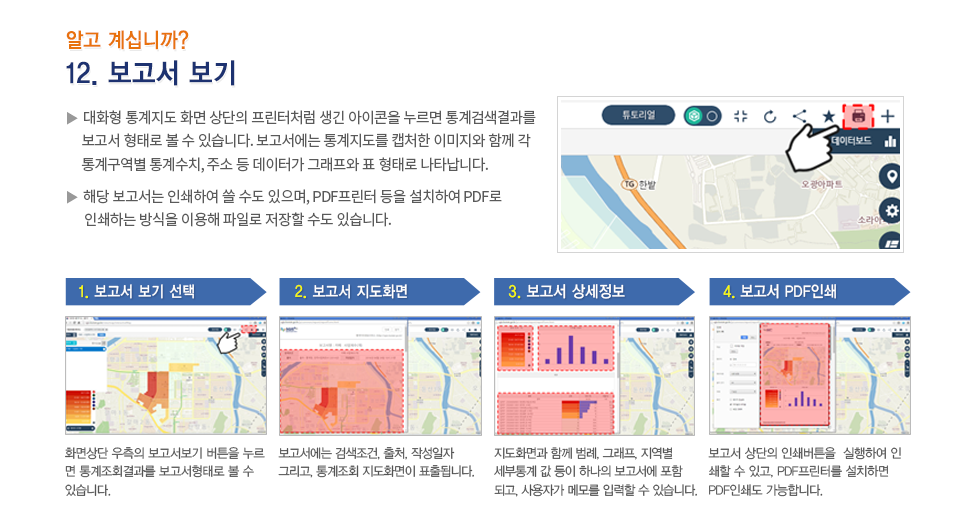 알고 계십니까?
12. 보고서 보기
▶ 대화형 통계지도 화면 상단의 프린터처럼 생긴 아이콘을 누르면 통계검색결과를
보고서 형태로 볼 수 있습니다. 보고서에는 통계지도를 캡처한 이미지와 함께 각
통계구역별 통계수치, 주소 등 데이터가 그래프와 표 형태로 나타납니다.
▶ 해당 보고서는 인쇄하여 쓸 수도 있으며, PDF프린터 등을 설치하여 PDF로
인쇄하는 방식을 이용해 파일로 저장할 수도 있습니다.
튜토리얼
데이터보드
TG 한밭
오광아파트
소라아
1. 보고서 보기 선택
2. 보고서 지도화면
3. 보고서 상세정보
4. 보고서 PDF인쇄
화면상단 우측의 보고서보기 버튼을 누르
면 통계조회결과를 보고서형태로 볼 수
있습니다.
보고서에는 검색조건, 출처, 작성일자
그리고, 통계조회 지도화면이 표출됩니다.
지도화면과 함께 범례, 그래프, 지역별
세부통계 값 등이 하나의 보고서에 포함
되고, 사용자가 메모를 입력할 수 있습니다.
보고서 상단의 인쇄버튼을 실행하여 인
쇄할 수 있고, PDF프린터를 설치하면
PDF인쇄도 가능합니다.